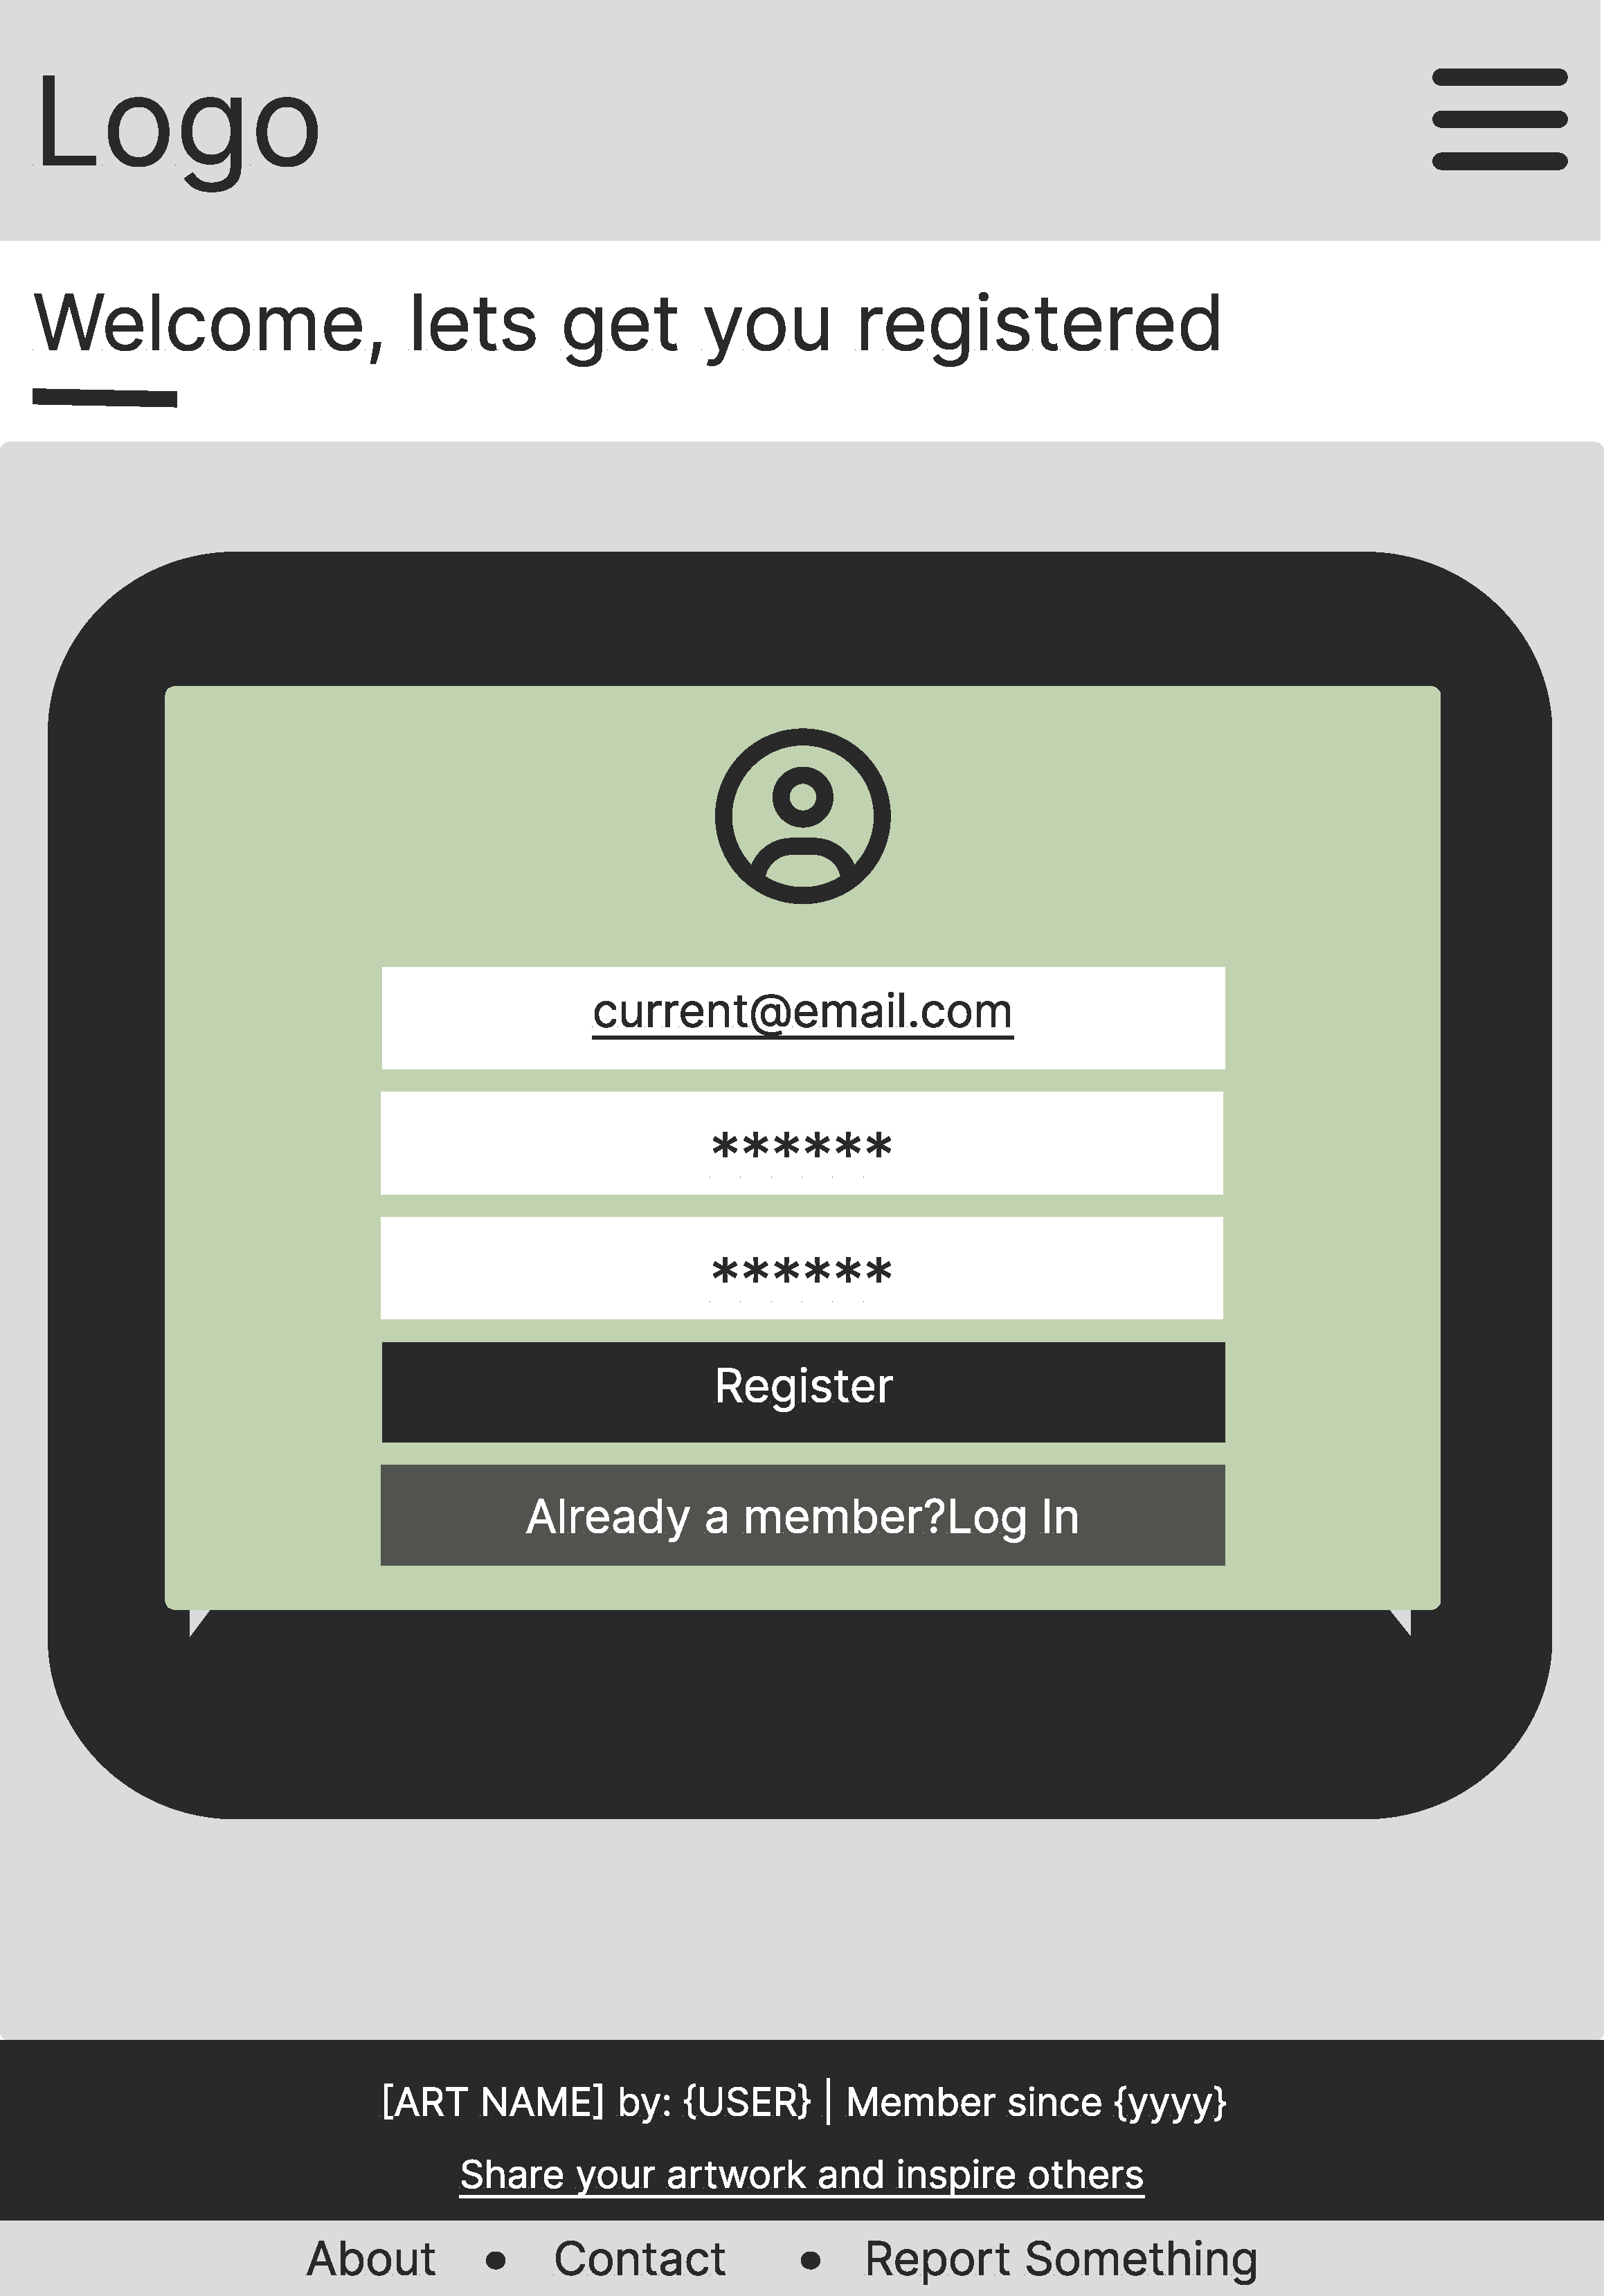 Logo
Welcome, lets get you registered
current@email.com
******
******
Register
Already a member?Log In
[ART NAME] by: {USER} | Member since {yyyy}
Share your artwork and inspire others
About • Contact • Report Something